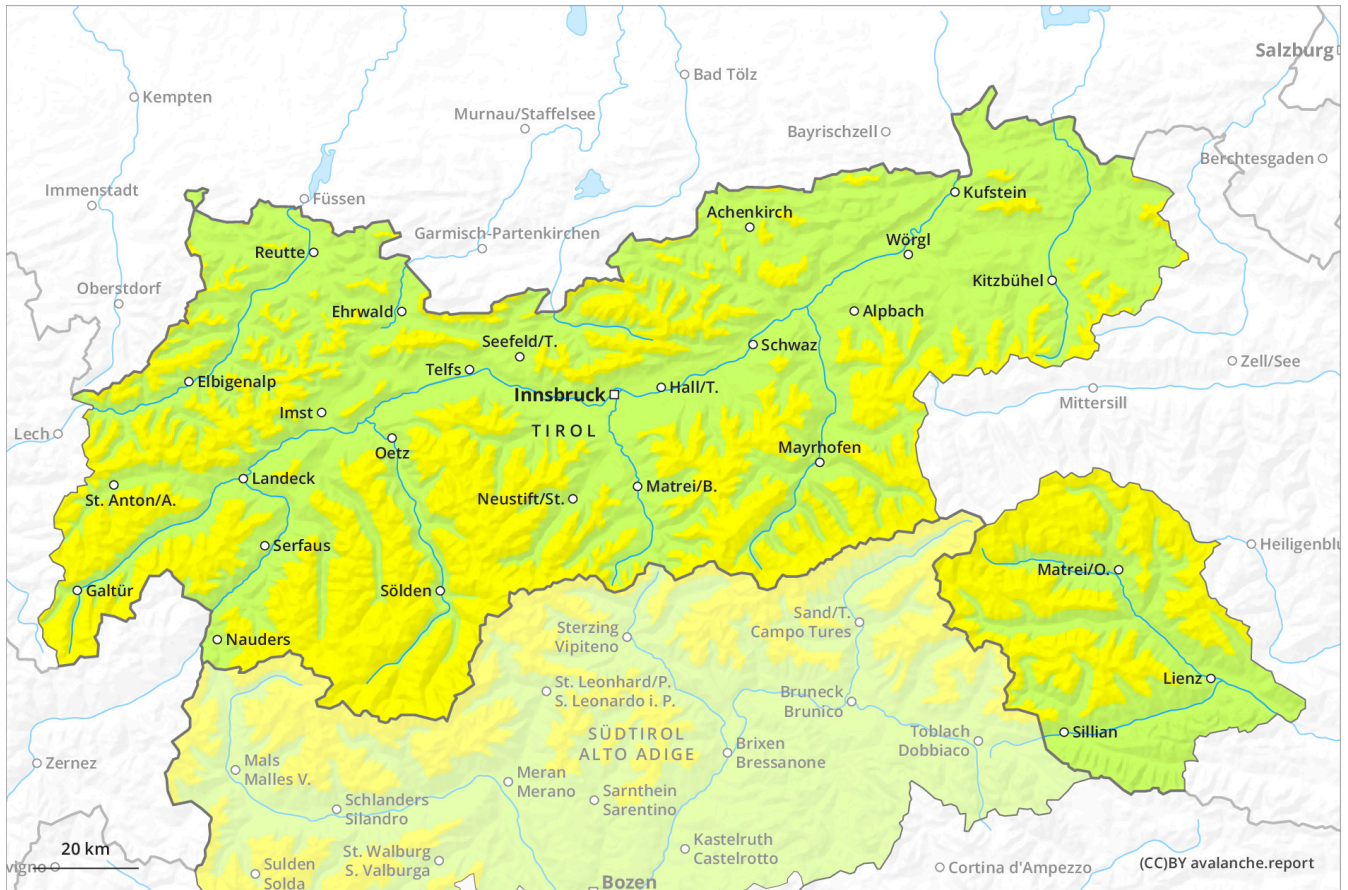 Salzburg
Bad Tölz
Kempten
Murnau/Staffelsee
Bayrischzell
Berchtesgaden
Immenstadt
Füssen
Kufstein
Achenkirch
Garmisch-Partenkirchen
Wörgl
Reutte
Oberstdorf
Kitzbühel
Ehrwald
Alpbach
Seefeld/T.
Schwaz
Zell/See
Telfs
Elbigenalp
Innsbruck
Hall/T.
Mittersill
Imst
TIROL
Lech
Mayrhofen
Oetz
Landeck
St. Anton/A.
Neustift/St.
Matrei/B.
Serfaus
Heiligenblu
Matrei/O.
Galtür
Sölden
Sand/T.
Campo Tures
Sterzing
Vipiteno
Nauders
Lienz
St. Leonhard/P.
S. Leonardo i. P.
Bruneck
Brunico
SÜDTIROL
ALTO ADIGE
Toblach
Dobbiaco
Sillian
Brixen
Bressanone
Zernez
Mals
Malles V.
Meran
Merano
Schlanders
Silandro
Sarnthein
Sarentino
20 km
vigno
St. Walburg
S. Valburga
Kastelruth
Castelrotto
Sulden
Solda
Cortina d'Ampezzo
(CC)BY avalanche.report
Bozen